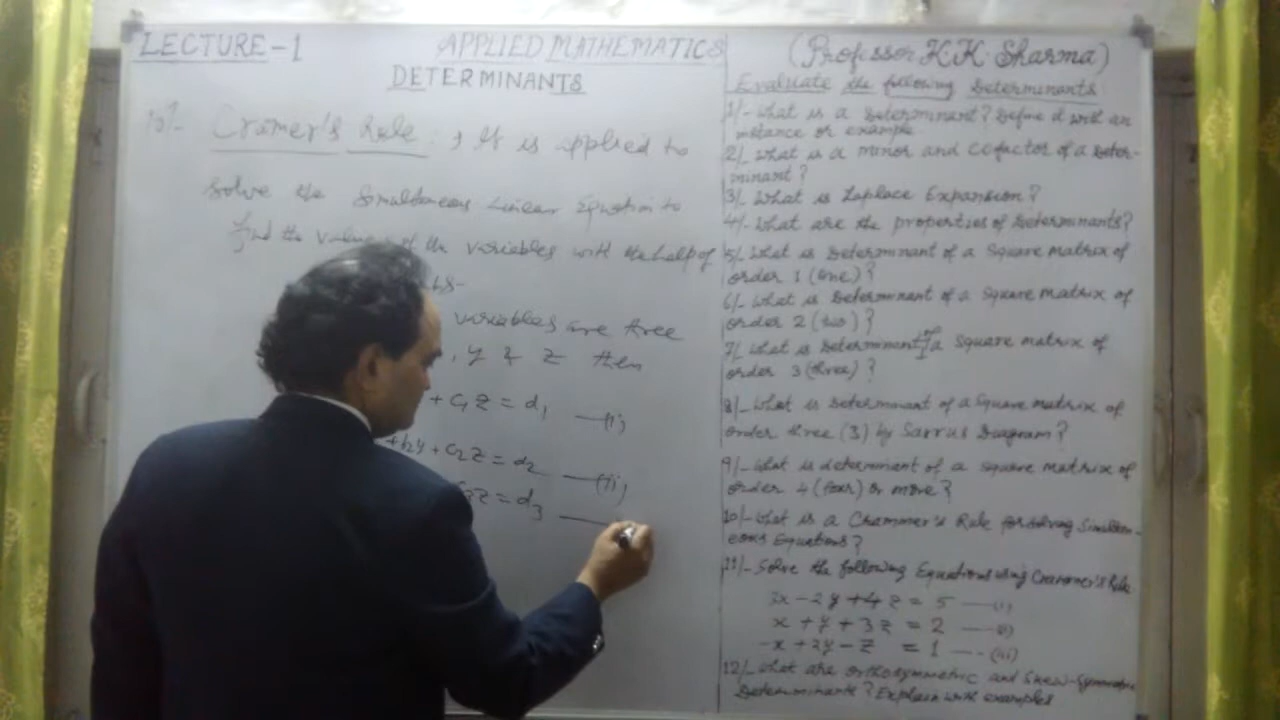 LECTURE-1
APPLIED MATHEMATICS
DETERMINANTS
10/- Cramer's Rule: It is applied to
Solve the Simultaneous Linear Equation to
find the values of the variables with the help of
variables are three
, y & z then
+ c₁z = d₁ —(i)
+b₂y + c₂z = d₂ —(ii)
c₃z = d₃ —
(Professor K.K. Sharma)
Evaluate the following Determinants
1/- What is a Determinant? Define it with an
instance or example
2/- What is a minor and cofactor of a Deter-
minant?
3/- What is Laplace Expansion?
4/- What are the properties of Determinants?
5/- What is Determinant of a Square Matrix of
order 1 (one)?
6/- What is Determinant of a Square Matrix of
order 2 (two)?
7/- What is Determinant of a Square matrix of
order 3 (three)?
8/- What is Determinant of a Square Matrix of
order three (3) by Sarrus Diagram?
9/- What is determinant of a square matrix of
order 4 (four) or more?
10/- What is a Crammer's Rule for solving Simultan-
eous Equations?
11/- Solve the following Equations using Crammer's Rule
3x - 2y + 4z = 5 —(i)
x + y + 3z = 2 —(ii)
-x + 2y - z = 1 —(iii)
12/- What are orthosymmetric and Skew-Symmetric
Determinants? Explain with examples